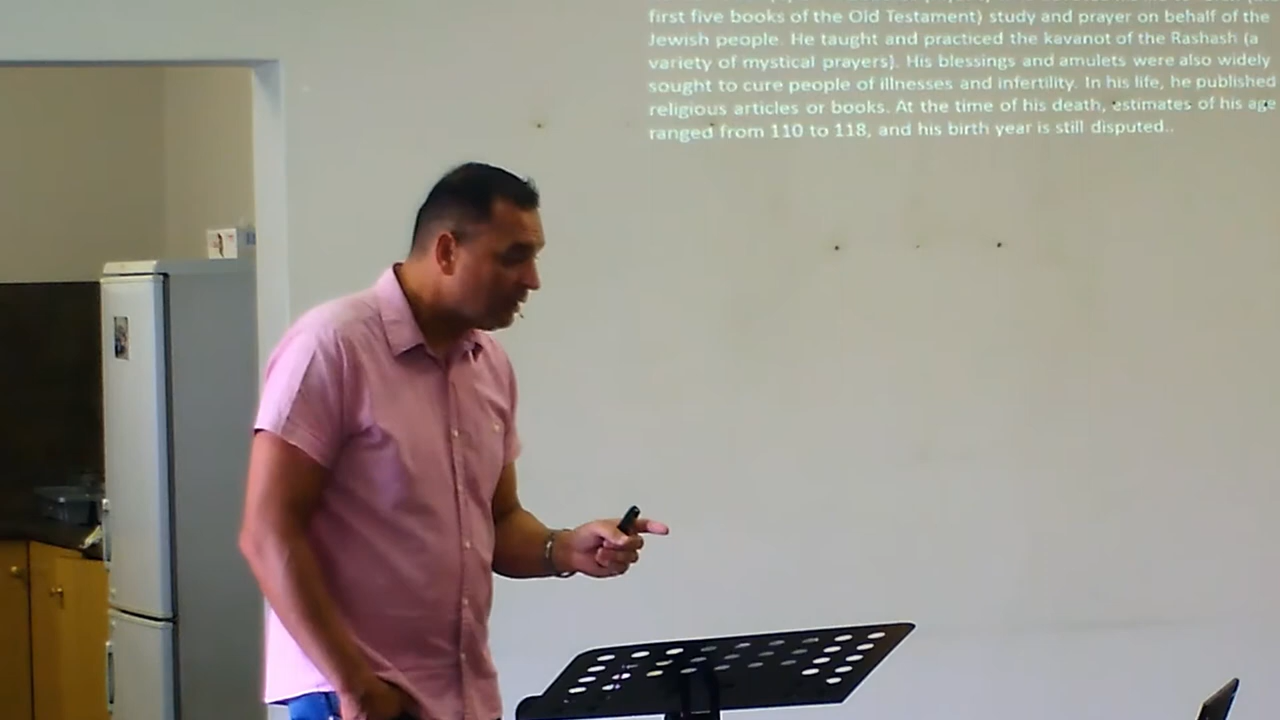 first five books of the Old Testament) study and prayer on behalf of the
Jewish people. He taught and practiced the kavanot of the Rashash (a
variety of mystical prayers). His blessings and amulets were also widely
sought to cure people of illnesses and infertility. In his life, he published
religious articles or books. At the time of his death, estimates of his age
ranged from 110 to 118, and his birth year is still disputed..